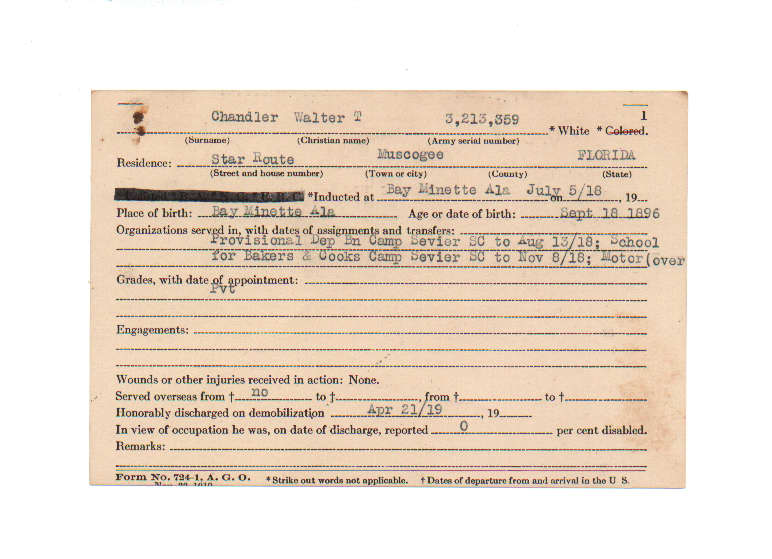 1
Chandler Walter T 3,213,359 * White * Colored.
(Surname) (Christian name) (Army serial number)
Residence: Star Route Muscogee FLORIDA
(Street and house number) (Town or city) (County) (State)
*Inducted at Bay Minette Ala on July 5/18, 19
Place of birth: Bay Minette Ala Age or date of birth: Sept 18 1896
Organizations served in, with dates of assignments and transfers:
Provisional Dep Bn Camp Sevier SC to Aug 13/18; School
for Bakers & Cooks Camp Sevier SC to Nov 8/18; Motor(over
Grades, with date of appointment:
Pvt
Engagements:
Wounds or other injuries received in action: None.
Served overseas from † no to †, from † to †
Honorably discharged on demobilization Apr 21/19, 19
In view of occupation he was, on date of discharge, reported 0 per cent disabled.
Remarks:
Form No. 724-1, A. G. O. * Strike out words not applicable. † Dates of departure from and arrival in the U S.